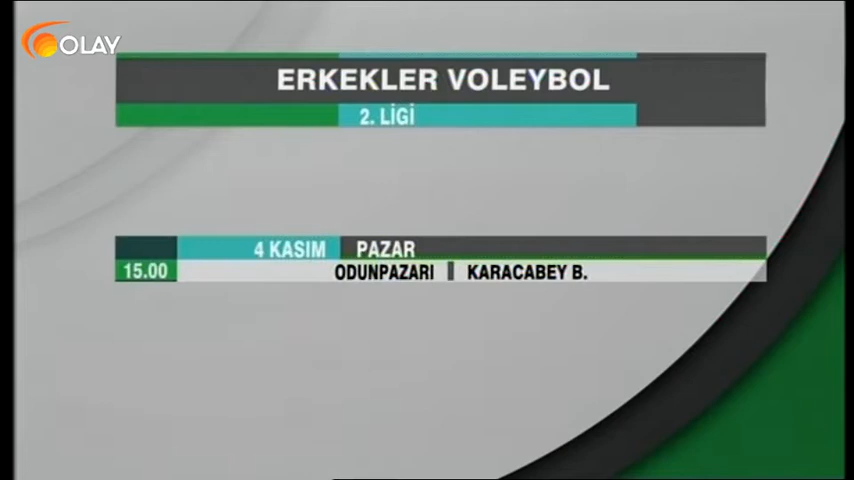 OLAY
ERKEKLER VOLEYBOL
2. LİGİ
4 KASIM PAZAR
15.00 ODUNPAZARI KARACABEY B.